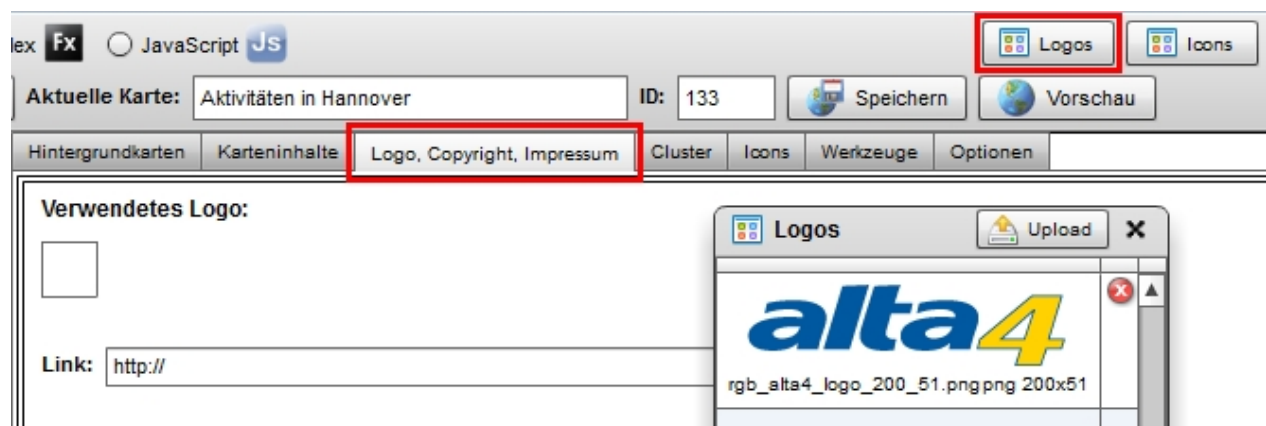 lex Fx JavaScript Js Logos Icons
Aktuelle Karte: Aktivitäten in Hannover ID: 133 Speichern Vorschau
Hintergrundkarten Karteninhalte Logo, Copyright, Impressum Cluster Icons Werkzeuge Optionen
Verwendetes Logo:
Logos Upload
alta4
Link: http://
rgb_alta4_logo_200_51.png png 200x51